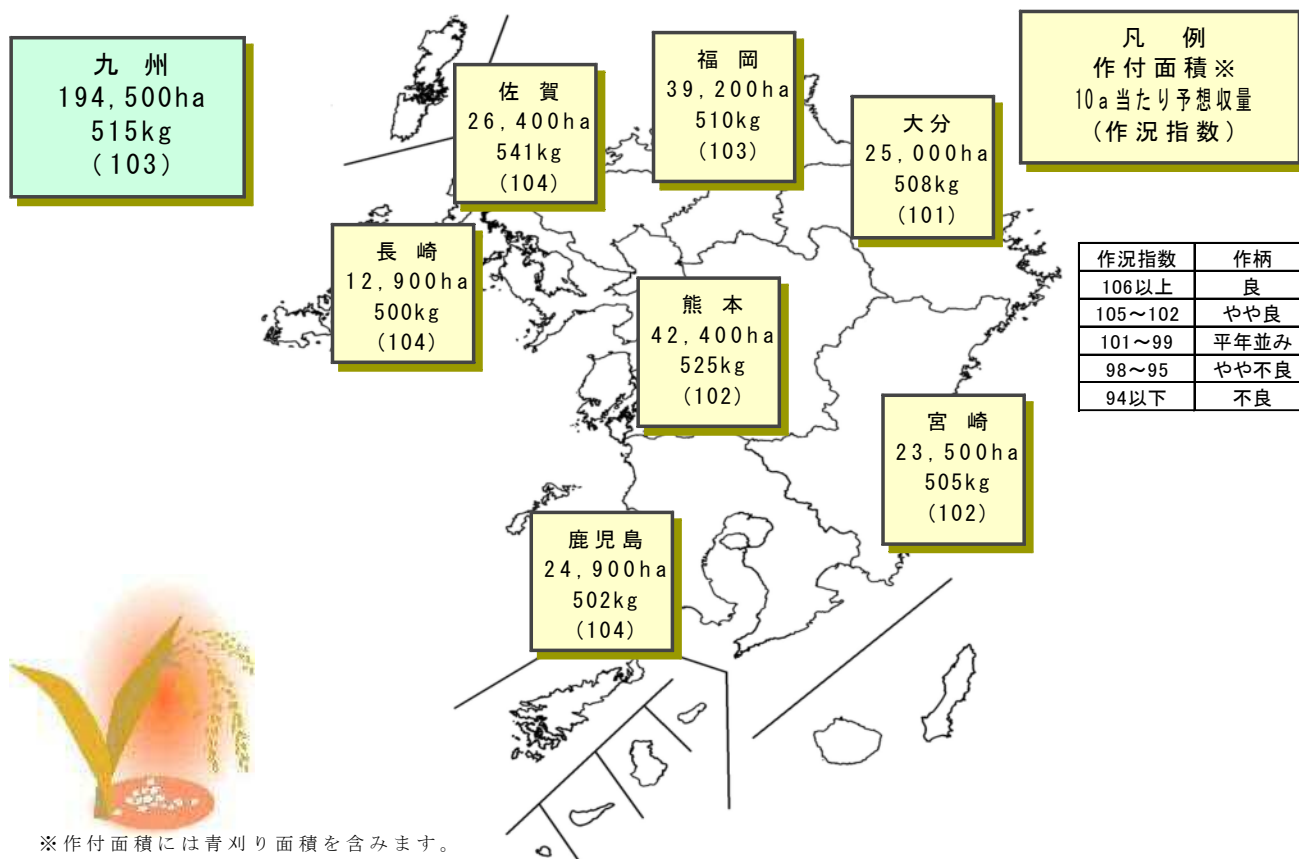 九州
194,500ha
515kg
(103)
佐賀
26,400ha
541kg
(104)
福岡
39,200ha
510kg
(103)
大分
25,000ha
508kg
(101)
凡例
作付面積※
10a当たり予想収量
(作況指数)
長崎
12,900ha
500kg
(104)
熊本
42,400ha
525kg
(102)
作況指数 作柄
106以上 良
105～102 やや良
101～99 平年並み
98～95 やや不良
94以下 不良
宮崎
23,500ha
505kg
(102)
鹿児島
24,900ha
502kg
(104)
※作付面積には青刈り面積を含みます。